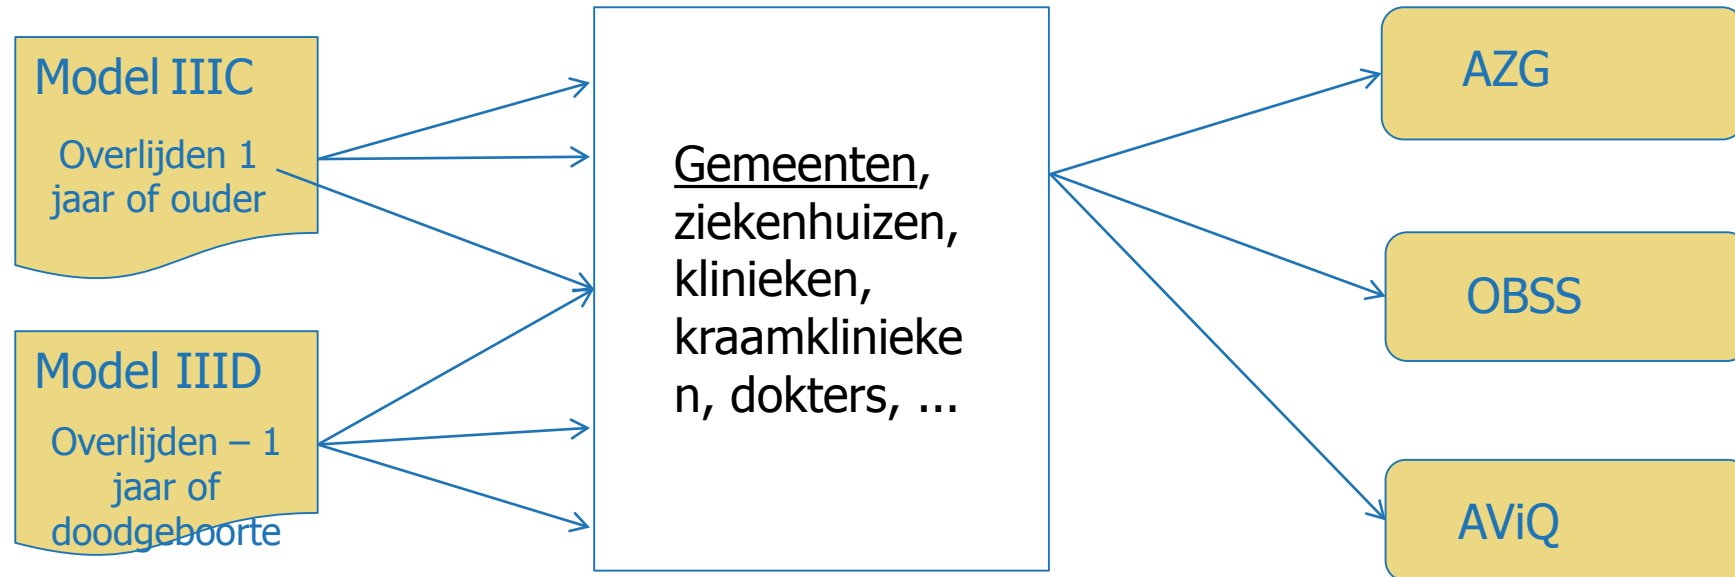 Model IIIC
Overlijden 1
jaar of ouder
Model IIID
Overlijden – 1
jaar of
doodgeboorte
Gemeenten,
ziekenhuizen,
klinieken,
kraamklinieke
n, dokters, ...
AZG
OBSS
AViQ